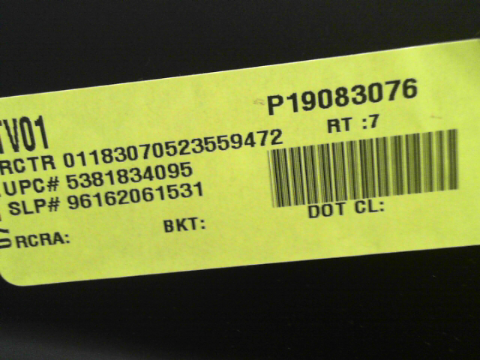 TV01
P19083076
RCTR 01183070523559472
RT :7
UPC# 5381834095
SLP# 96162061531
RCRA:
BKT:
DOT CL: